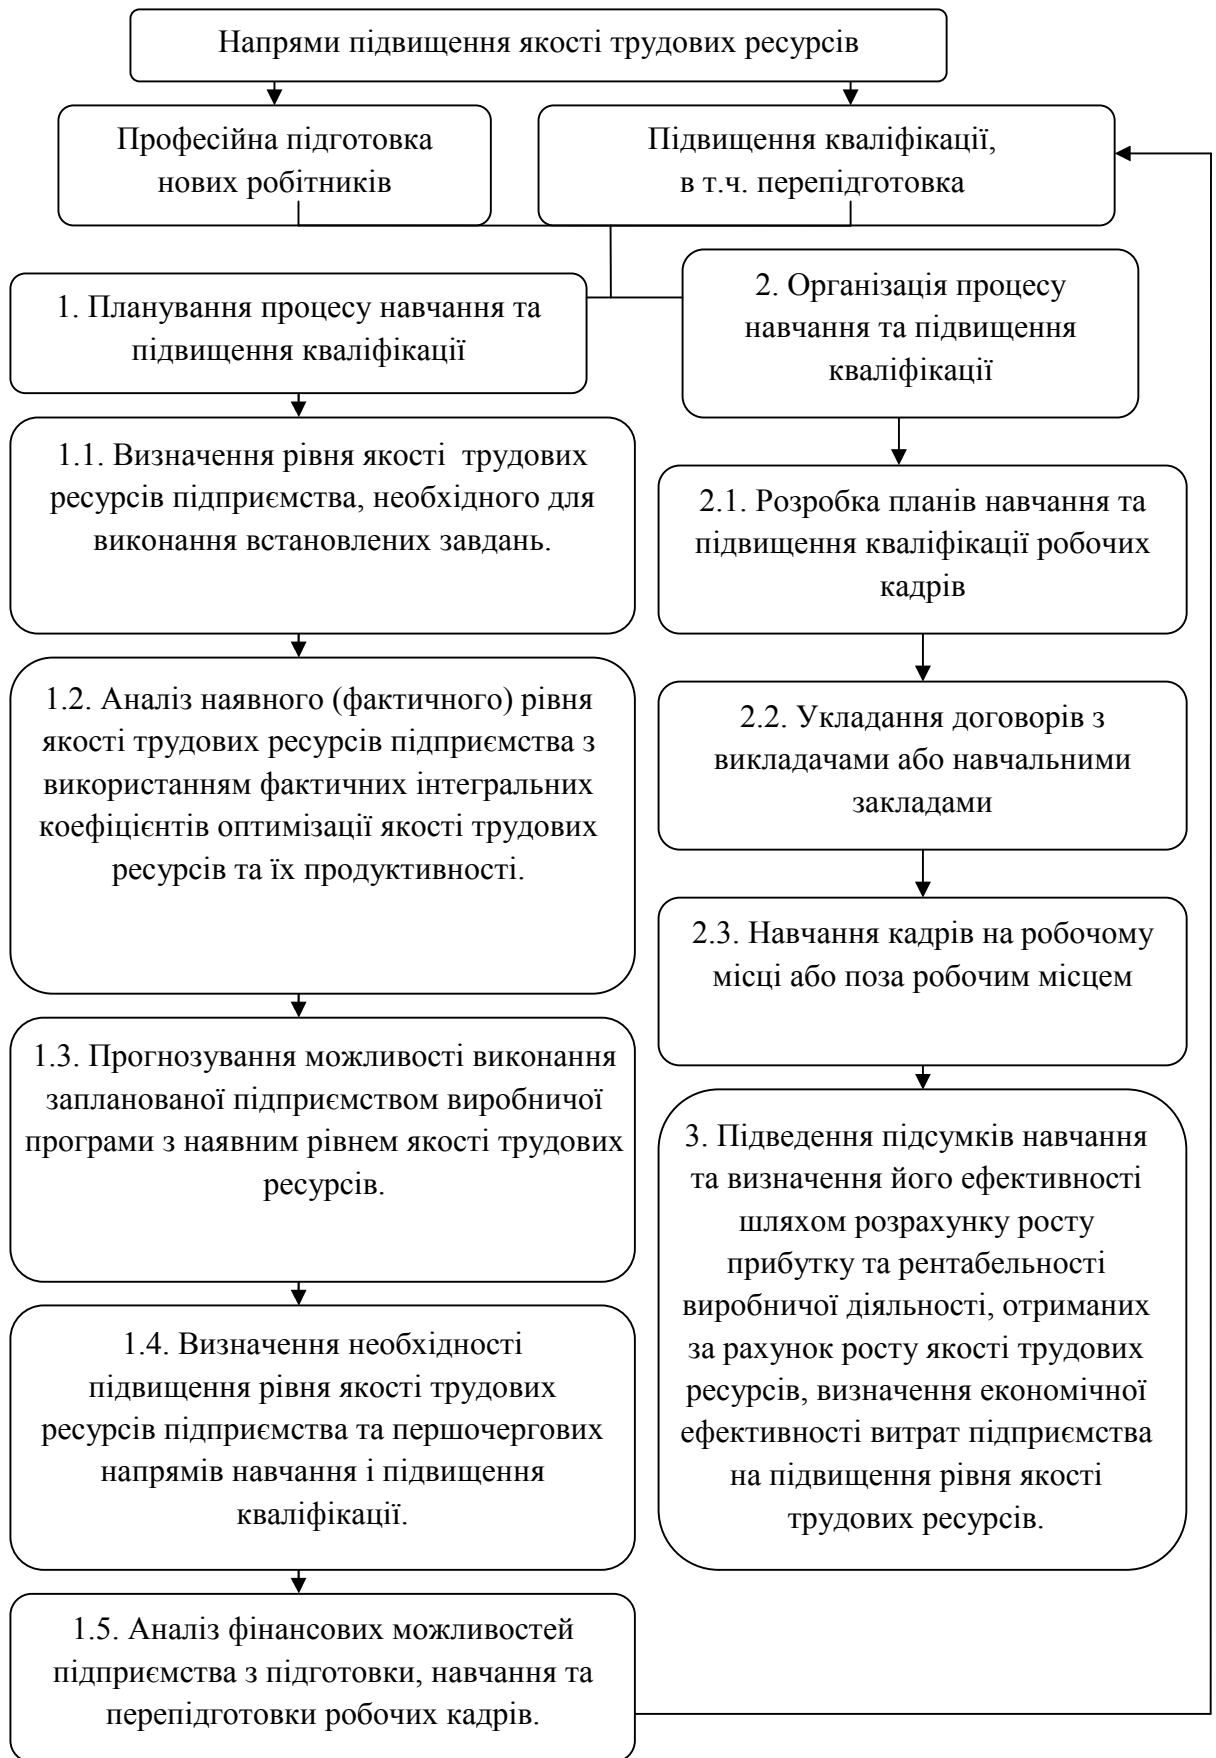 Напрями підвищення якості трудових ресурсів
Професійна підготовка
нових робітників
Підвищення кваліфікації,
в т.ч. перепідготовка
1. Планування процесу навчання та
підвищення кваліфікації
2. Організація процесу
навчання та підвищення
кваліфікації
1.1. Визначення рівня якості трудових
ресурсів підприємства, необхідного для
виконання встановлених завдань.
1.2. Аналіз наявного (фактичного) рівня
якості трудових ресурсів підприємства з
використанням фактичних інтегральних
коефіцієнтів оптимізації якості трудових
ресурсів та їх продуктивності.
1.3. Прогнозування можливості виконання
запланованої підприємством виробничої
програми з наявним рівнем якості трудових
ресурсів.
1.4. Визначення необхідності
підвищення рівня якості трудових
ресурсів підприємства та першочергових
напрямів навчання і підвищення
кваліфікації.
1.5. Аналіз фінансових можливостей
підприємства з підготовки, навчання та
перепідготовки робочих кадрів.
2.1. Розробка планів навчання та
підвищення кваліфікації робочих
кадрів
2.2. Укладання договорів з
викладачами або навчальними
закладами
2.3. Навчання кадрів на робочому
місці або поза робочим місцем
3. Підведення підсумків навчання
та визначення його ефективності
шляхом розрахунку росту
прибутку та рентабельності
виробничої діяльності, отриманих
за рахунок росту якості трудових
ресурсів, визначення економічної
ефективності витрат підприємства
на підвищення рівня якості
трудових ресурсів.